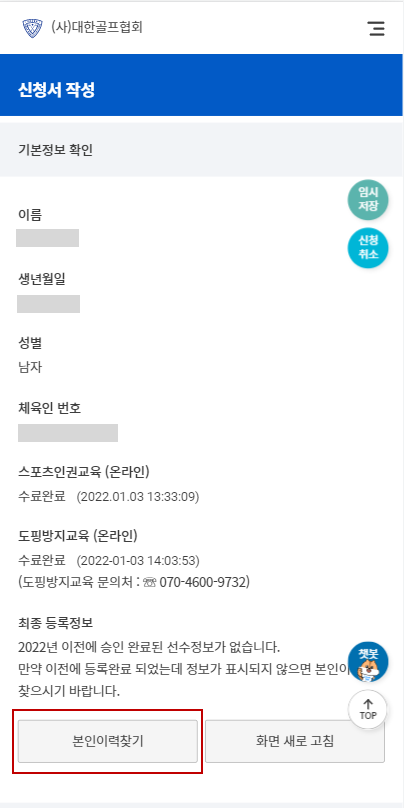 (사)대한골프협회
신청서 작성
기본정보 확인
임시
저장
이름
신청
취소
생년월일
성별
남자
체육인 번호
스포츠인권교육 (온라인)
수료완료 (2022.01.03 13:33:09)
도핑방지교육 (온라인)
수료완료 (2022-01-03 14:03:53)
(도핑방지교육 문의처 : ☏ 070-4600-9732)
최종 등록정보
2022년 이전에 승인 완료된 선수정보가 없습니다.
챗봇
만약 이전에 등록완료 되었는데 정보가 표시되지 않으면 본인이
찾으시기 바랍니다.
TOP
본인이력찾기
화면 새로 고침